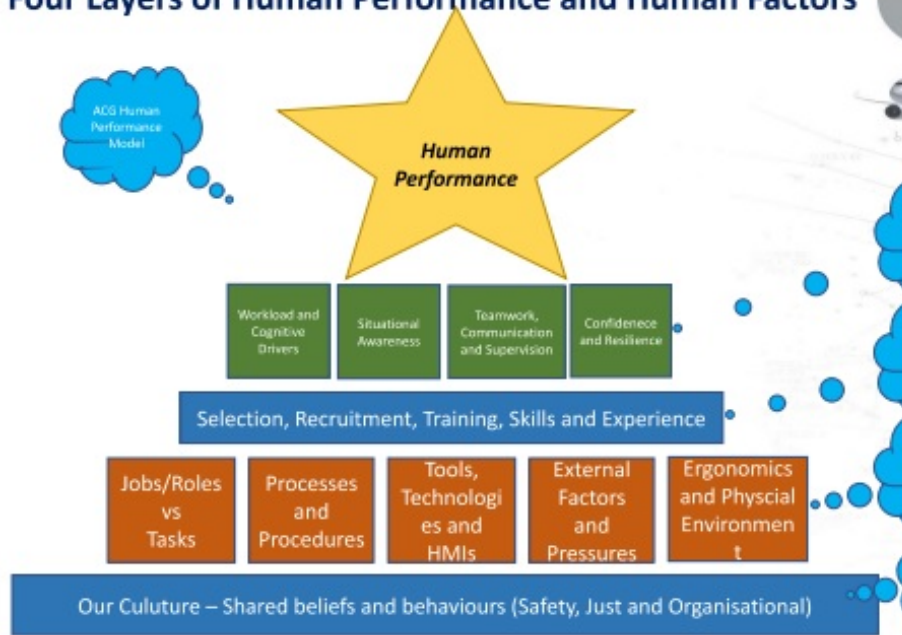 Four Layers of Human Performance and Human Factors
ACG Human
Performance
Model
Human
Performance
Workload and
Cognitive
Drivers
Situational
Awareness
Teamwork,
Communication
and Supervision
Confidenece
and Resilience
Selection, Recruitment, Training, Skills and Experience
Jobs/Roles
vs
Tasks
Processes
and
Procedures
Tools,
Technologi
es and
HMIs
External
Factors
and
Pressures
Ergonomics
and Physcial
Environmen
t
Our Culuture – Shared beliefs and behaviours (Safety, Just and Organisational)